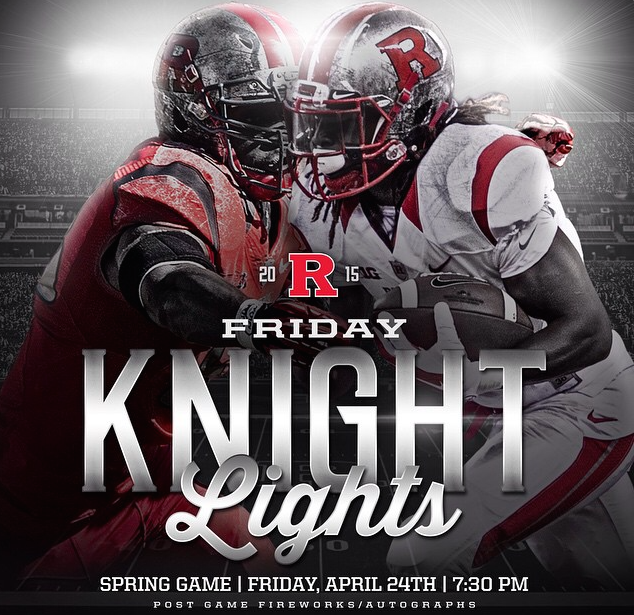 R
R
20 R 15
FRIDAY
KNIGHT
Lights
SPRING GAME | FRIDAY, APRIL 24TH | 7:30 PM
POST GAME FIREWORKS/AUTOGRAPHS